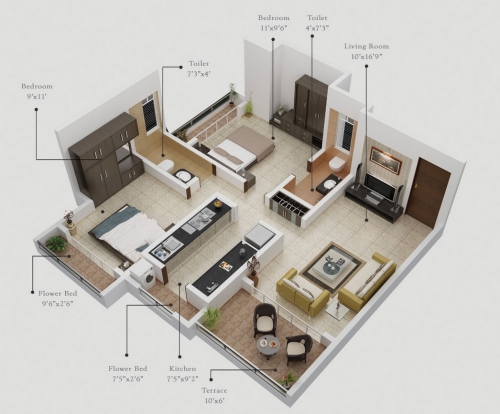 Bedroom
11'x9'6"
Toilet
4'x7'3"
Living Room
10'x16'9"
Toilet
7'3"x4'
Bedroom
9'x11'
Flower Bed
9'6"x2'6"
Flower Bed
7'5"x2'6"
Kitchen
7'5"x9'2"
Terrace
10'x6'